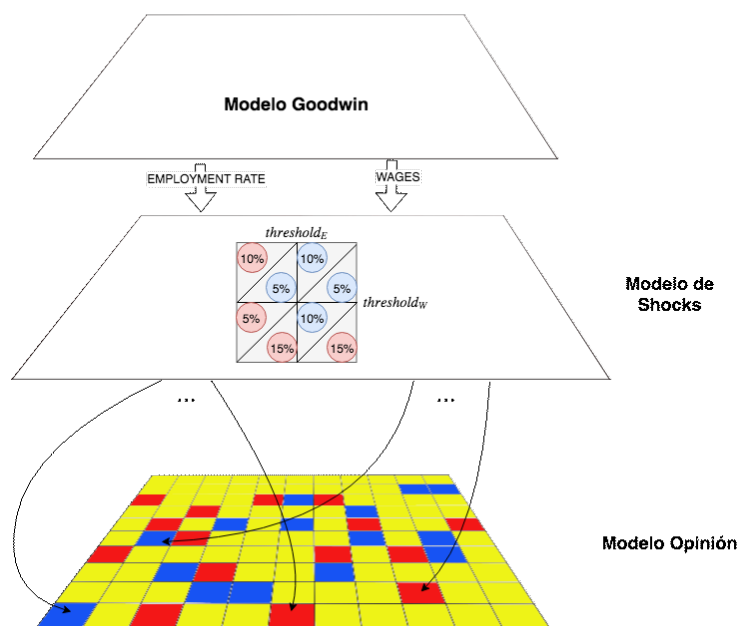 Modelo Goodwin
EMPLOYMENT RATE
WAGES
threshold_E
10%
10%
5%
5%
threshold_W
5%
10%
15%
15%
Modelo de
Shocks
...
...
Modelo Opinión